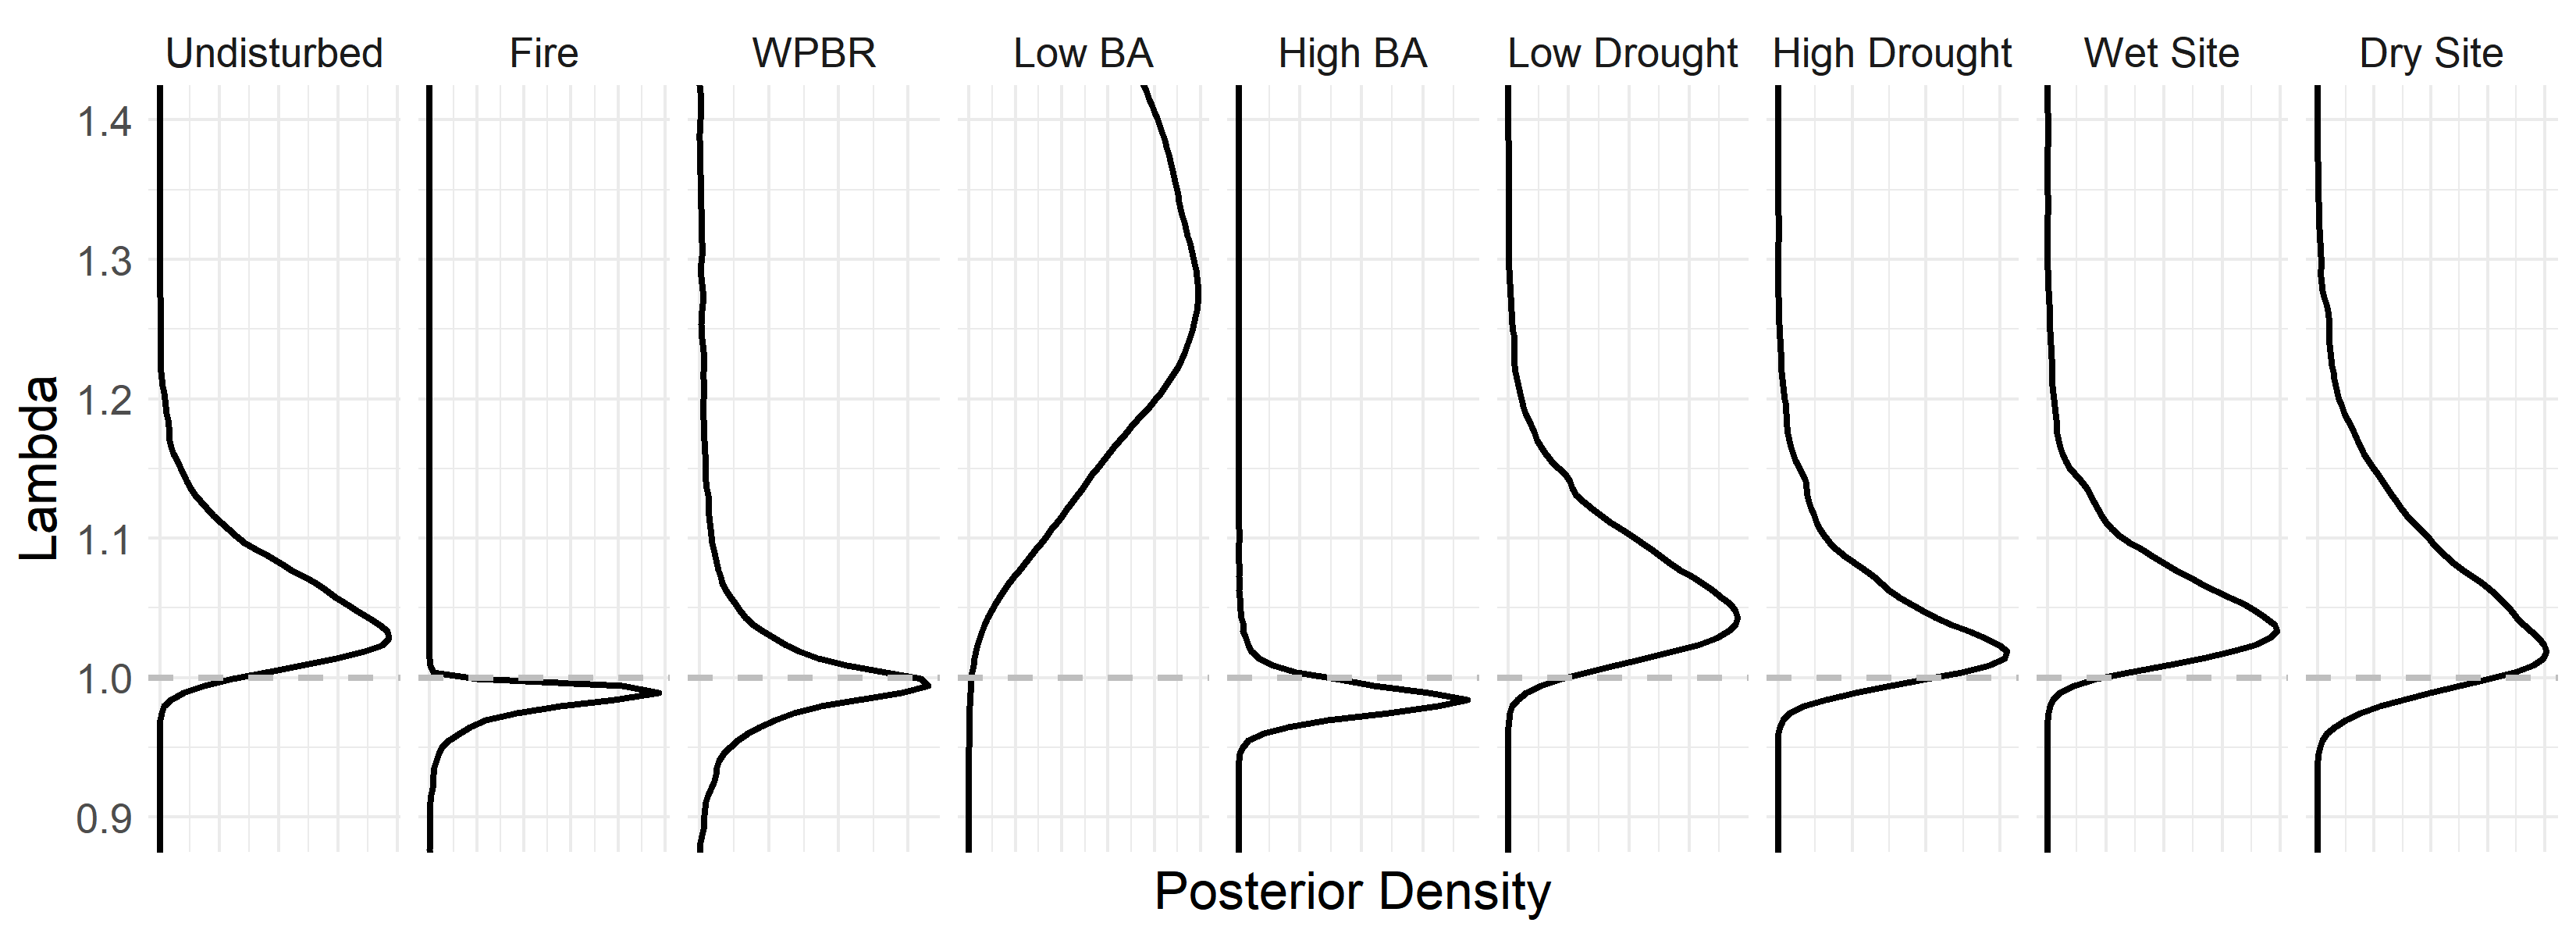 Undisturbed Fire WPBR Low BA High BA Low Drought High Drought Wet Site Dry Site
1.4
1.3
1.2
1.1
1.0
0.9
Lambda
Posterior Density